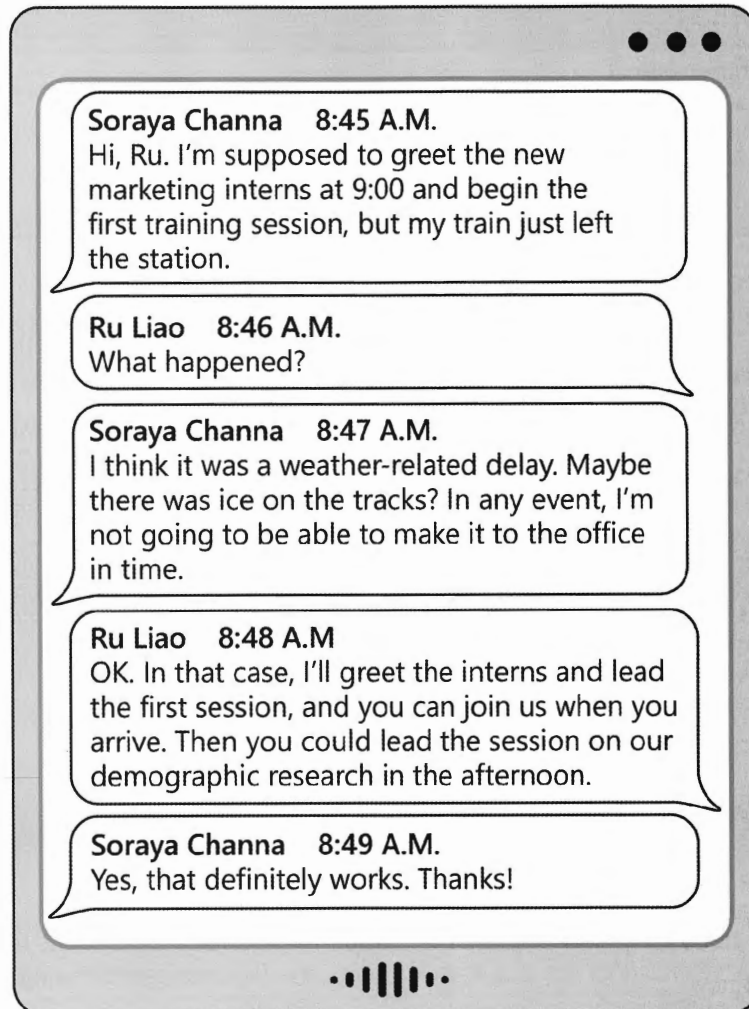 Soraya Channa 8:45 A.M.
Hi, Ru. I'm supposed to greet the new
marketing interns at 9:00 and begin the
first training session, but my train just left
the station.
Ru Liao 8:46 A.M.
What happened?
Soraya Channa 8:47 A.M.
I think it was a weather-related delay. Maybe
there was ice on the tracks? In any event, I'm
not going to be able to make it to the office
in time.
Ru Liao 8:48 A.M
OK. In that case, I'll greet the interns and lead
the first session, and you can join us when you
arrive. Then you could lead the session on our
demographic research in the afternoon.
Soraya Channa 8:49 A.M.
Yes, that definitely works. Thanks!